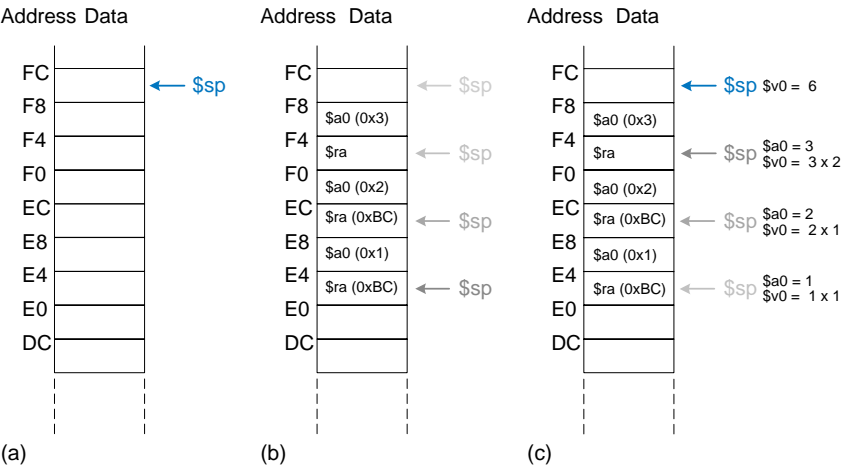 Address Data
FC
$sp
F8
F4
F0
EC
E8
E4
E0
DC
(a)
Address Data
FC
$sp
F8
$a0 (0x3)
F4
$ra
$sp
F0
$a0 (0x2)
EC
$ra (0xBC)
$sp
E8
$a0 (0x1)
E4
$ra (0xBC)
$sp
E0
DC
(b)
Address Data
FC
$sp $v0 = 6
F8
$a0 (0x3)
F4
$ra
$sp $a0 = 3
$v0 = 3 x 2
F0
$a0 (0x2)
EC
$ra (0xBC)
$sp $a0 = 2
$v0 = 2 x 1
E8
$a0 (0x1)
E4
$ra (0xBC)
$sp $a0 = 1
$v0 = 1 x 1
E0
DC
(c)